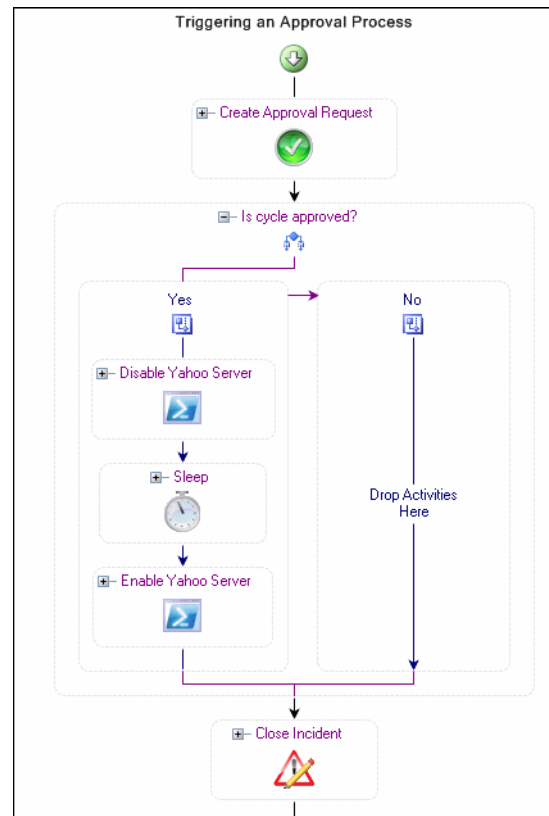 Triggering an Approval Process
Create Approval Request
Is cycle approved?
Yes
No
Disable Yahoo Server
Sleep
Drop Activities
Here
Enable Yahoo Server
Close Incident